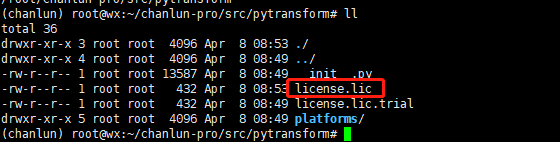 (chanlun) root@wx:~/chanlun-pro/src/pytransform# ll
total 36
drwxr-xr-x 3 root root  4096 Apr  8 08:53 ./
drwxr-xr-x 4 root root  4096 Apr  8 08:49 ../
-rw-r--r-- 1 root root 13587 Apr  8 08:49 __init__.py
-rw-r--r-- 1 root root   432 Apr  8 08:53 license.lic
-rw-r--r-- 1 root root   432 Apr  8 08:49 license.lic.trial
drwxr-xr-x 5 root root  4096 Apr  8 08:49 platforms/
(chanlun) root@wx:~/chanlun-pro/src/pytransform#